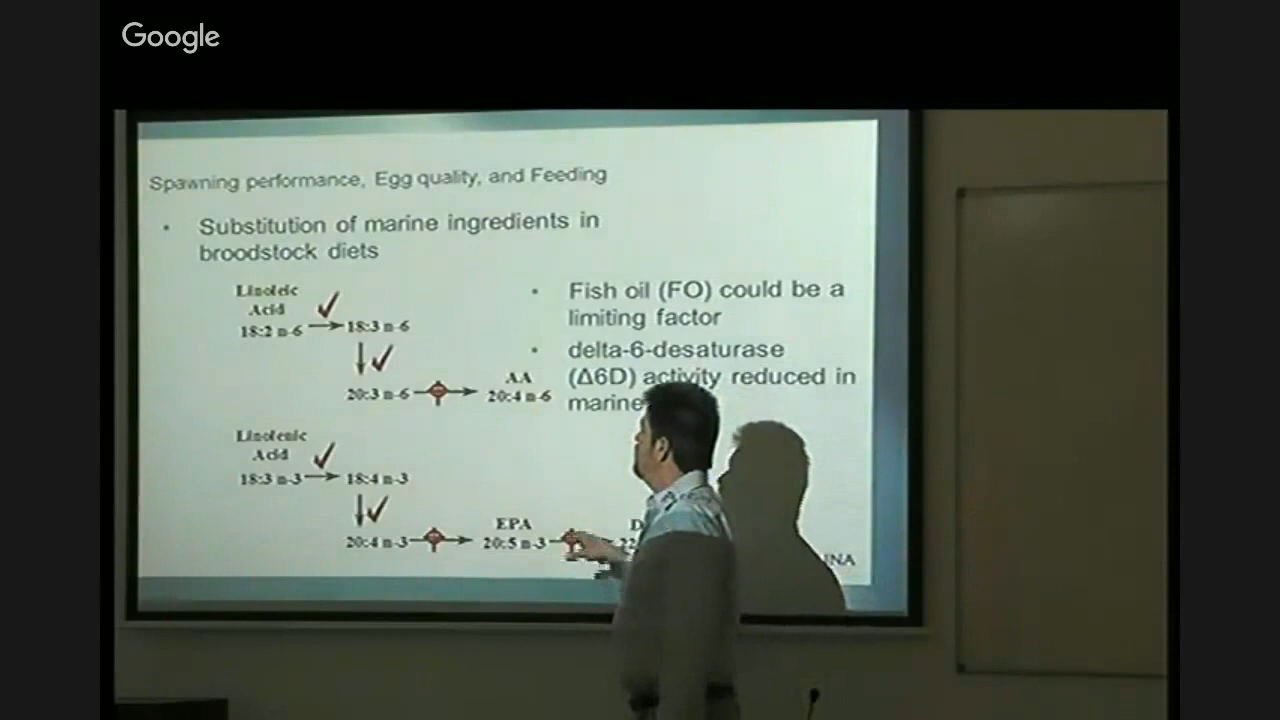 Google
Spawning performance, Egg quality, and Feeding
• Substitution of marine ingredients in
broodstock diets
Linoleic
Acid
18:2 n-6
18:3 n-6
20:3 n-6
AA
20:4 n-6
• Fish oil (FO) could be a
limiting factor
• delta-6-desaturase
(Δ6D) activity reduced in
marine
Linolenic
Acid
18:3 n-3
18:4 n-3
20:4 n-3
EPA
20:5 n-3
D
22